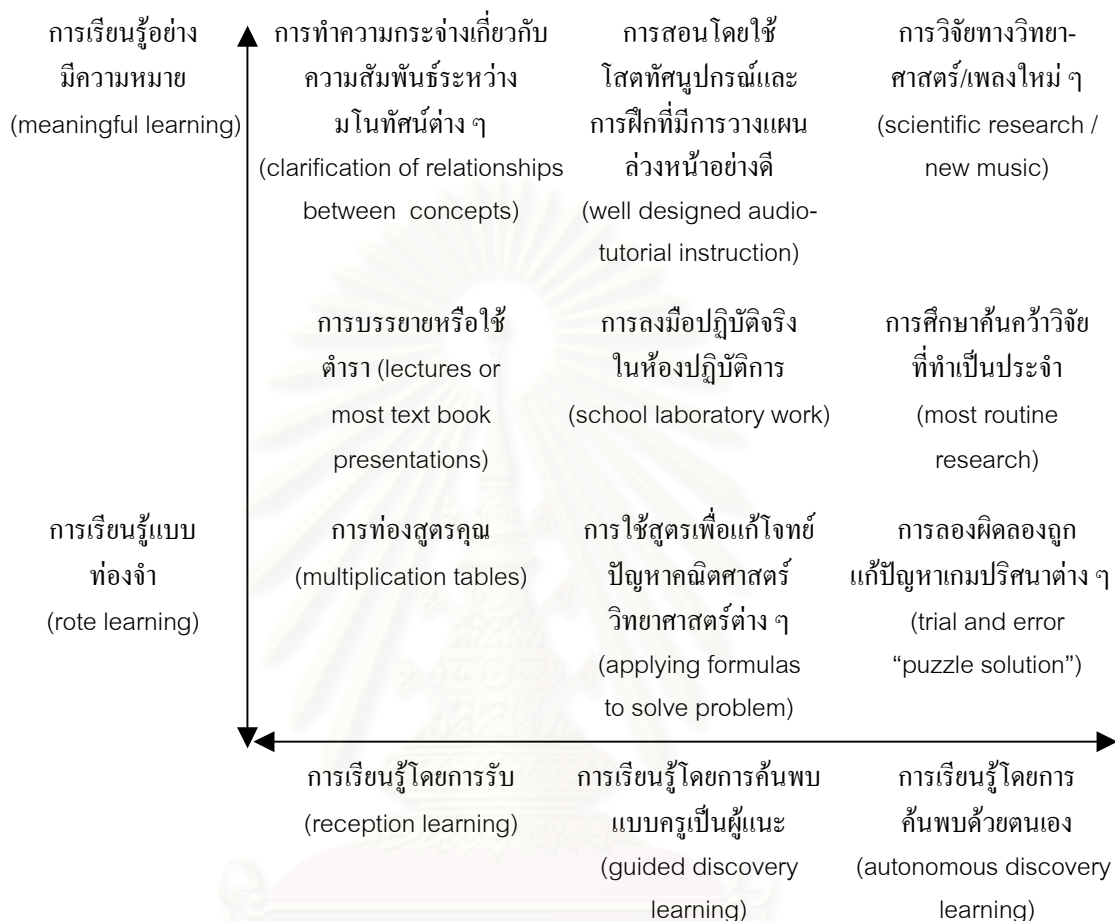 การเรียนรู้อย่าง
มีความหมาย
(meaningful learning)
การทำความกระจ่างเกี่ยวกับ
ความสัมพันธ์ระหว่าง
มโนทัศน์ต่าง ๆ
(clarification of relationships
between concepts)
การสอนโดยใช้
โสตทัศนูปกรณ์และ
การฝึกที่มีการวางแผน
ล่วงหน้าอย่างดี
(well designed audio-
tutorial instruction)
การวิจัยทางวิทยา-
ศาสตร์/เพลงใหม่ ๆ
(scientific research /
new music)
การบรรยายหรือใช้
ตำรา (lectures or
most text book
presentations)
การลงมือปฏิบัติจริง
ในห้องปฏิบัติการ
(school laboratory work)
การศึกษาค้นคว้าวิจัย
ที่ทำเป็นประจำ
(most routine
research)
การเรียนรู้แบบ
ท่องจำ
(rote learning)
การท่องสูตรคูณ
(multiplication tables)
การใช้สูตรเพื่อแก้โจทย์
ปัญหาคณิตศาสตร์
วิทยาศาสตร์ต่าง ๆ
(applying formulas
to solve problem)
การลองผิดลองถูก
แก้ปัญหาเกมปริศนาต่าง ๆ
(trial and error
“puzzle solution”)
การเรียนรู้โดยการรับ
(reception learning)
การเรียนรู้โดยการค้นพบ
แบบครูเป็นผู้แนะ
(guided discovery
learning)
การเรียนรู้โดยการ
ค้นพบด้วยตนเอง
(autonomous discovery
learning)